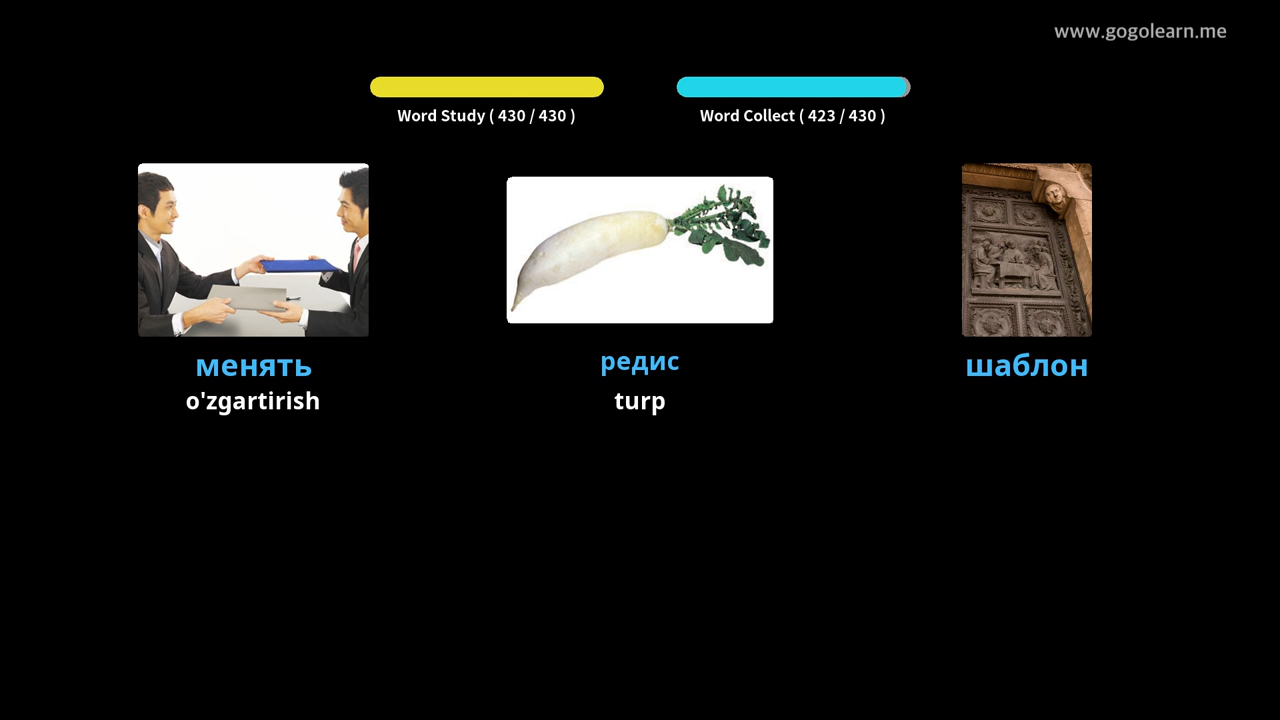 www.gogolearn.me
Word Study ( 430 / 430 )
Word Collect ( 423 / 430 )
менять
o'zgartirish
редис
turp
шаблон